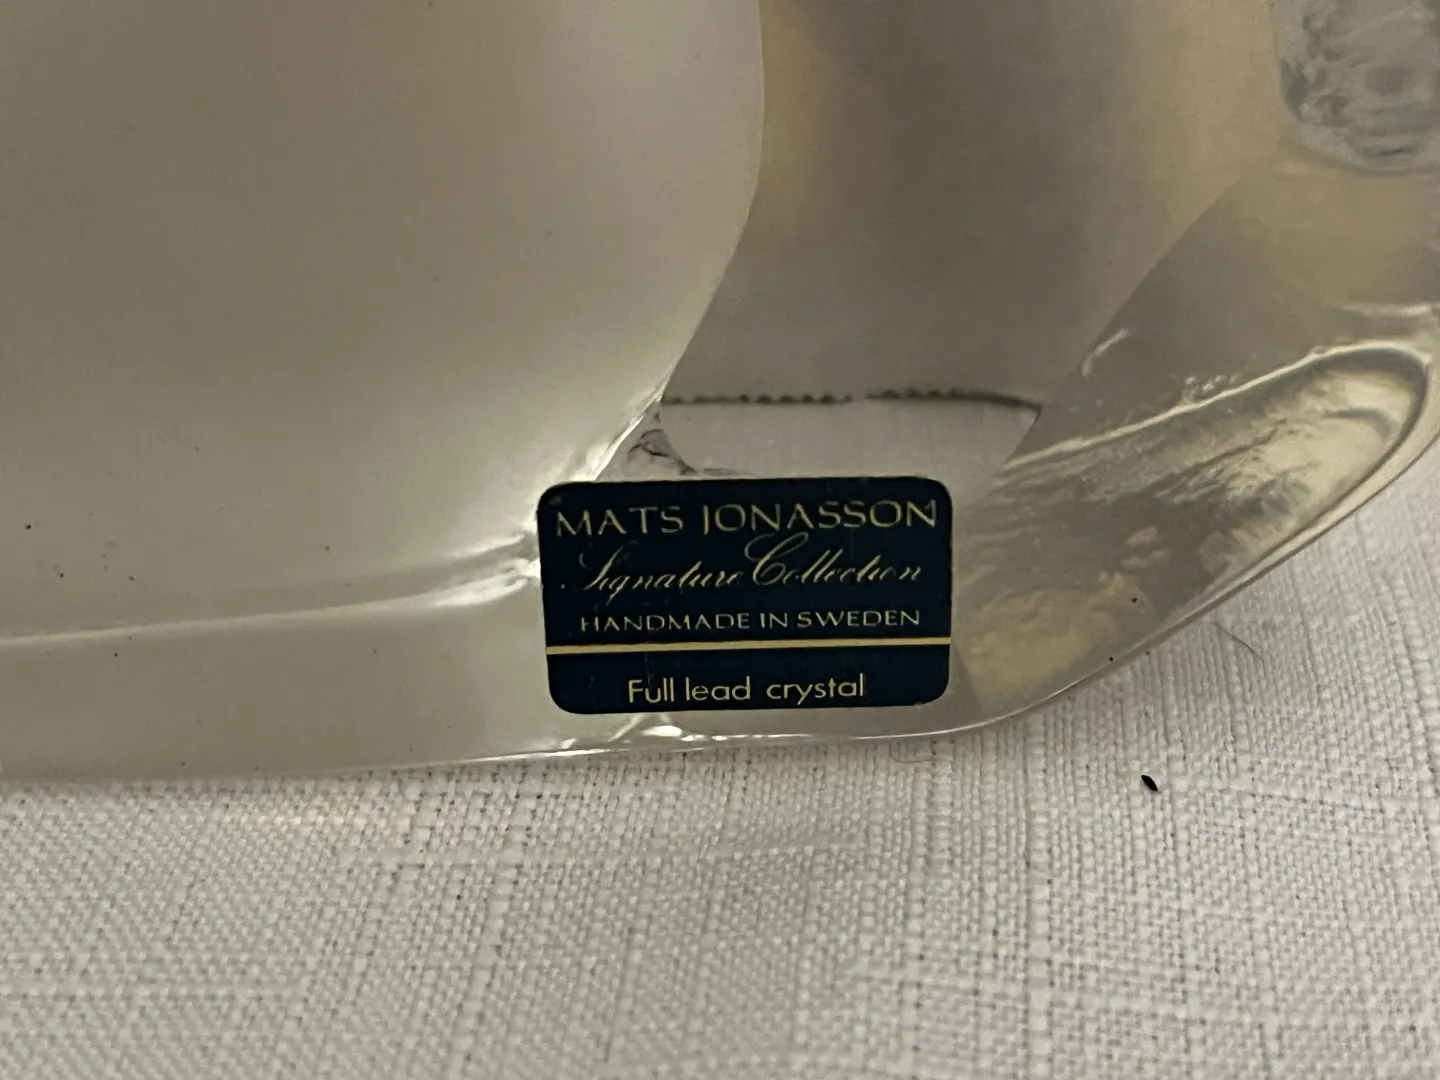 MATS JONASSON
Signature Collection
HANDMADE IN SWEDEN
Full lead crystal